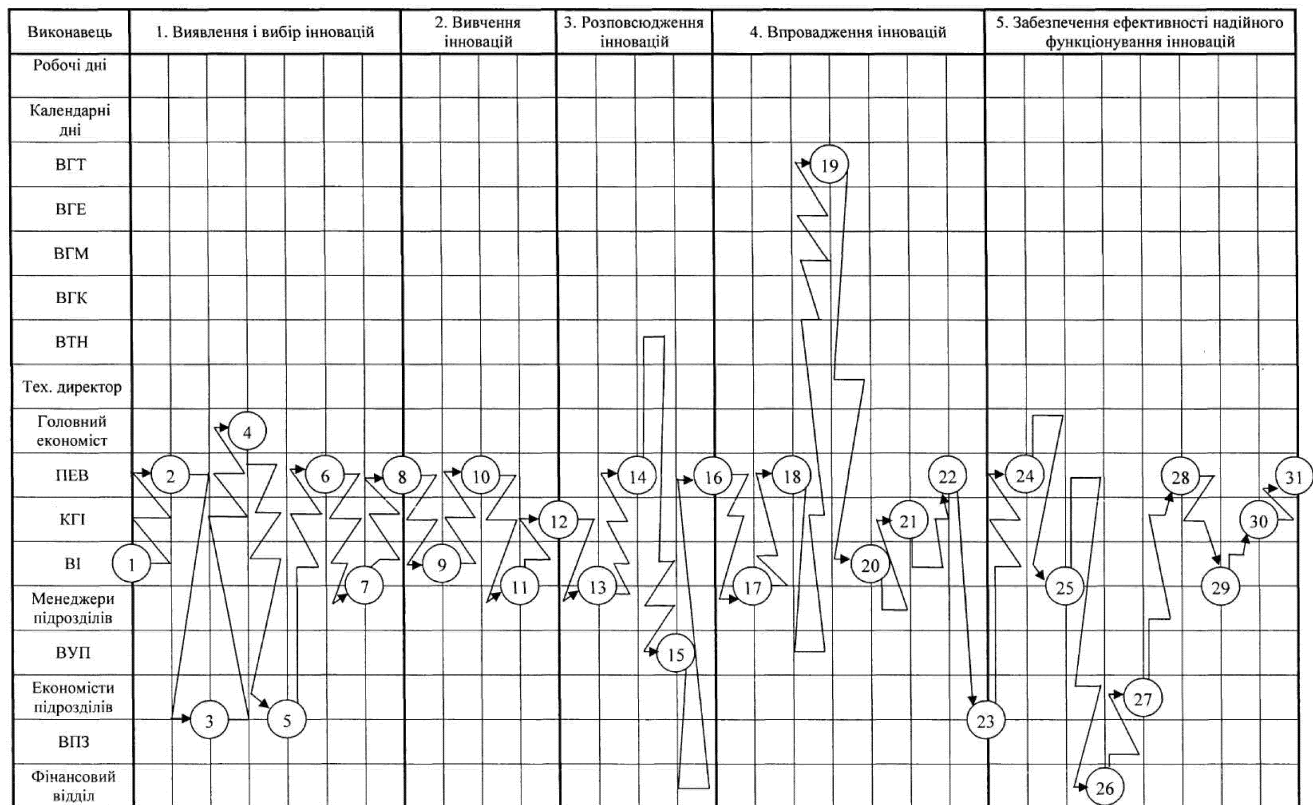 Виконавець
1. Виявлення і вибір інновацій
2. Вивчення
інновацій
3. Розповсюдження
інновацій
4. Впровадження інновацій
5. Забезпечення ефективності надійного
функціонування інновацій
Робочі дні
Календарні
дні
ВГТ
19
ВГЕ
ВГМ
ВГК
ВТН
Тех. директор
Головний
економіст
4
ПЕВ
2
6
8
10
14
16
18
22
24
28
31
КГІ
12
21
30
ВІ
1
9
20
7
11
13
17
25
29
Менеджери
підрозділів
ВУП
15
Економісти
підрозділів
27
3
5
23
ВПЗ
Фінансовий
відділ
26